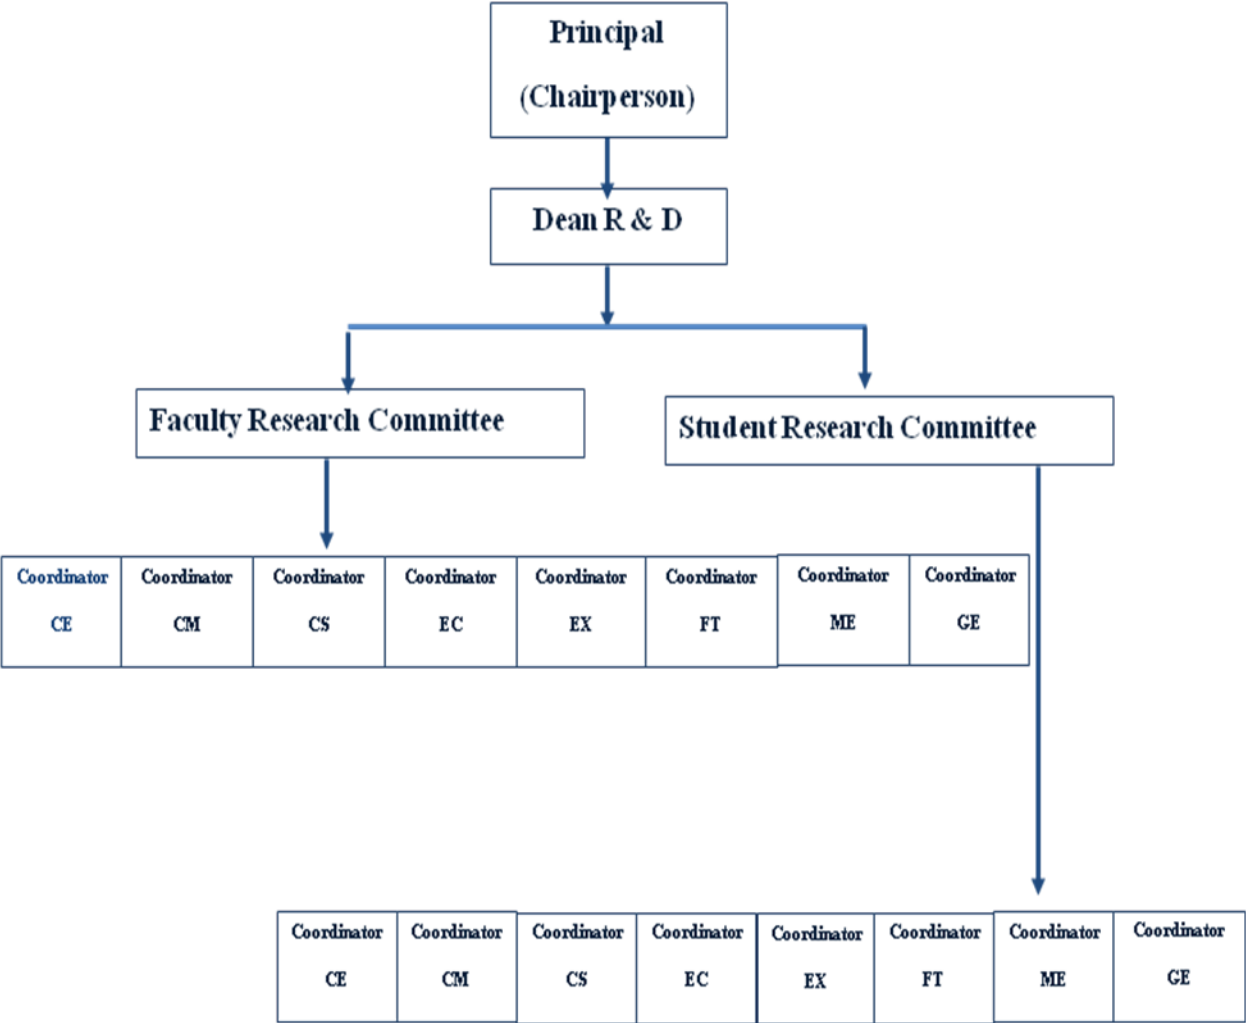 Principal
(Chairperson)
Dean R & D
Faculty Research Committee
Student Research Committee
Coordinator
CE
Coordinator
CM
Coordinator
CS
Coordinator
EC
Coordinator
EX
Coordinator
FT
Coordinator
ME
Coordinator
GE
Coordinator
CE
Coordinator
CM
Coordinator
CS
Coordinator
EC
Coordinator
EX
Coordinator
FT
Coordinator
ME
Coordinator
GE